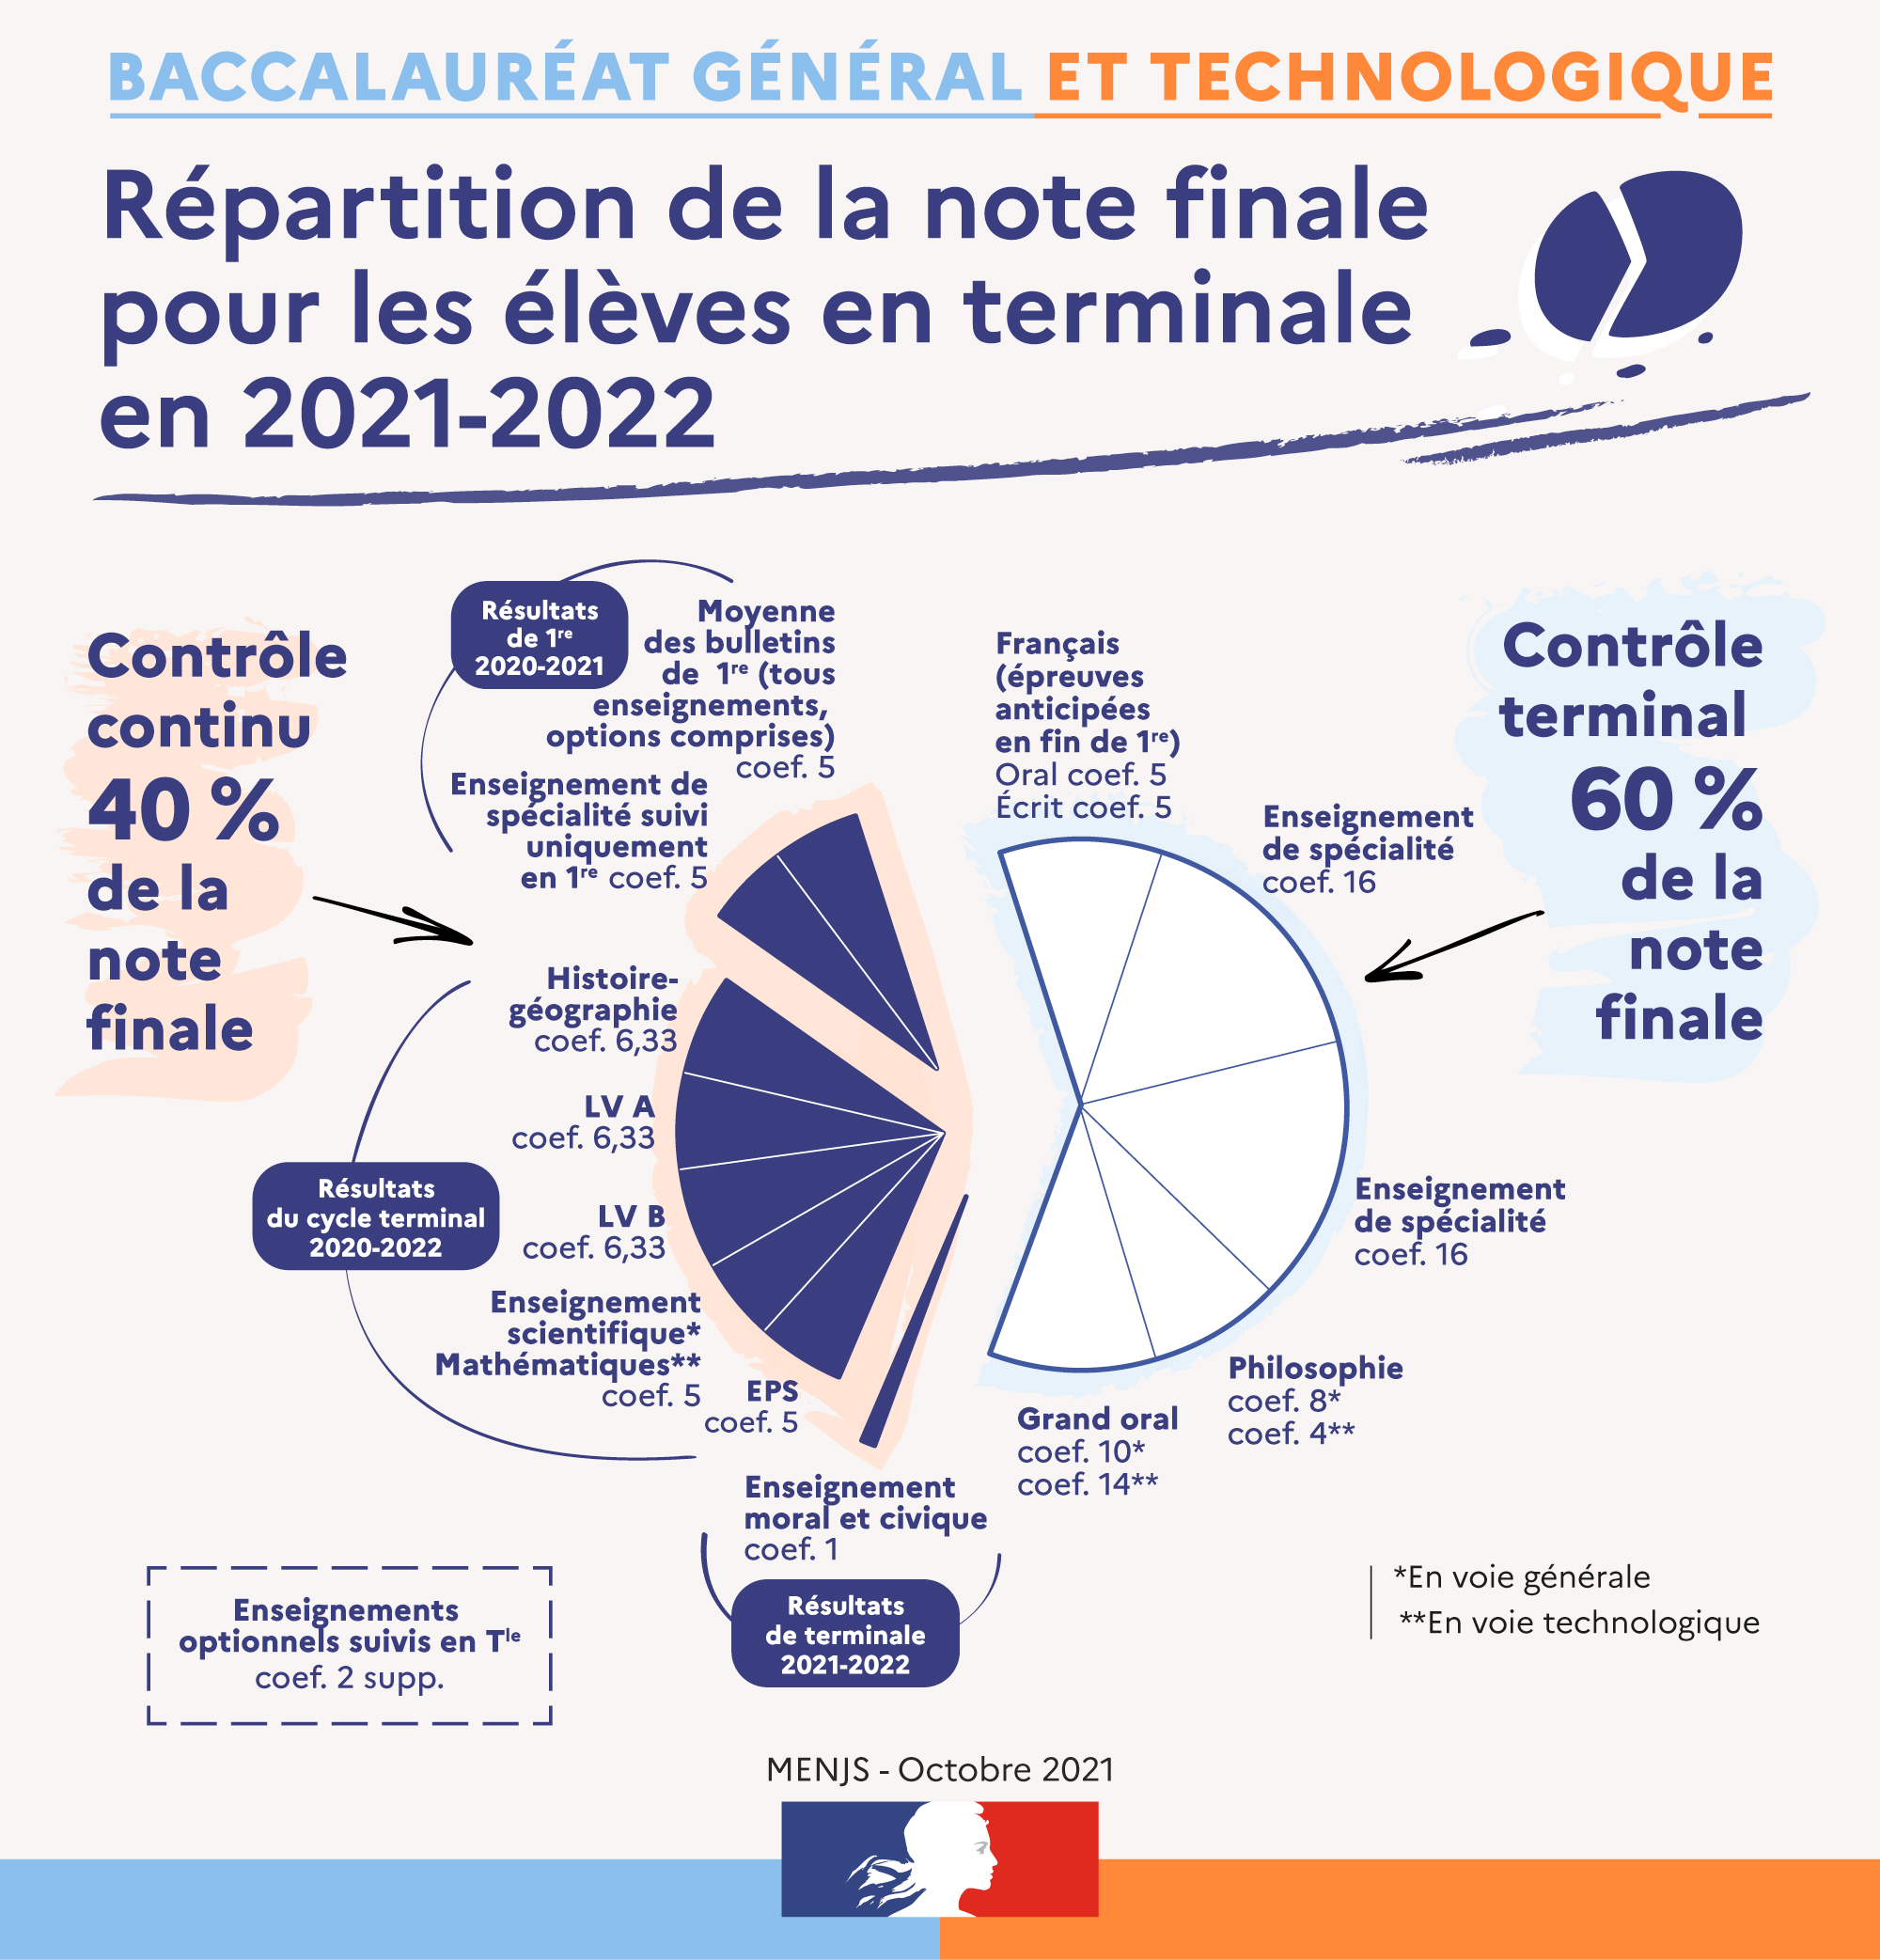 BACCALAURÉAT GÉNÉRAL ET TECHNOLOGIQUE
Répartition de la note finale
pour les élèves en terminale
en 2021-2022
Contrôle
continu
40 %
de la
note
finale
Résultats
de 1re
2020-2021
Moyenne
des bulletins
de 1re (tous
enseignements,
options comprises)
coef. 5
Enseignement de
spécialité suivi
uniquement
en 1re coef. 5
Histoire-
géographie
coef. 6,33
LV A
coef. 6,33
LV B
coef. 6,33
Enseignement
scientifique*
Mathématiques**
coef. 5
EPS
coef. 5
Résultats
du cycle terminal
2020-2022
Enseignement
moral et civique
coef. 1
Résultats
de terminale
2021-2022
Français
(épreuves
anticipées
en fin de 1re)
Oral coef. 5
Écrit coef. 5
Enseignement
de spécialité
coef. 16
Enseignement
de spécialité
coef. 16
Philosophie
coef. 8*
coef. 4**
Grand oral
coef. 10*
coef. 14**
Contrôle
terminal
60 %
de la
note
finale
Enseignements
optionnels suivis en Tle
coef. 2 supp.
*En voie générale
**En voie technologique
MENJS - Octobre 2021